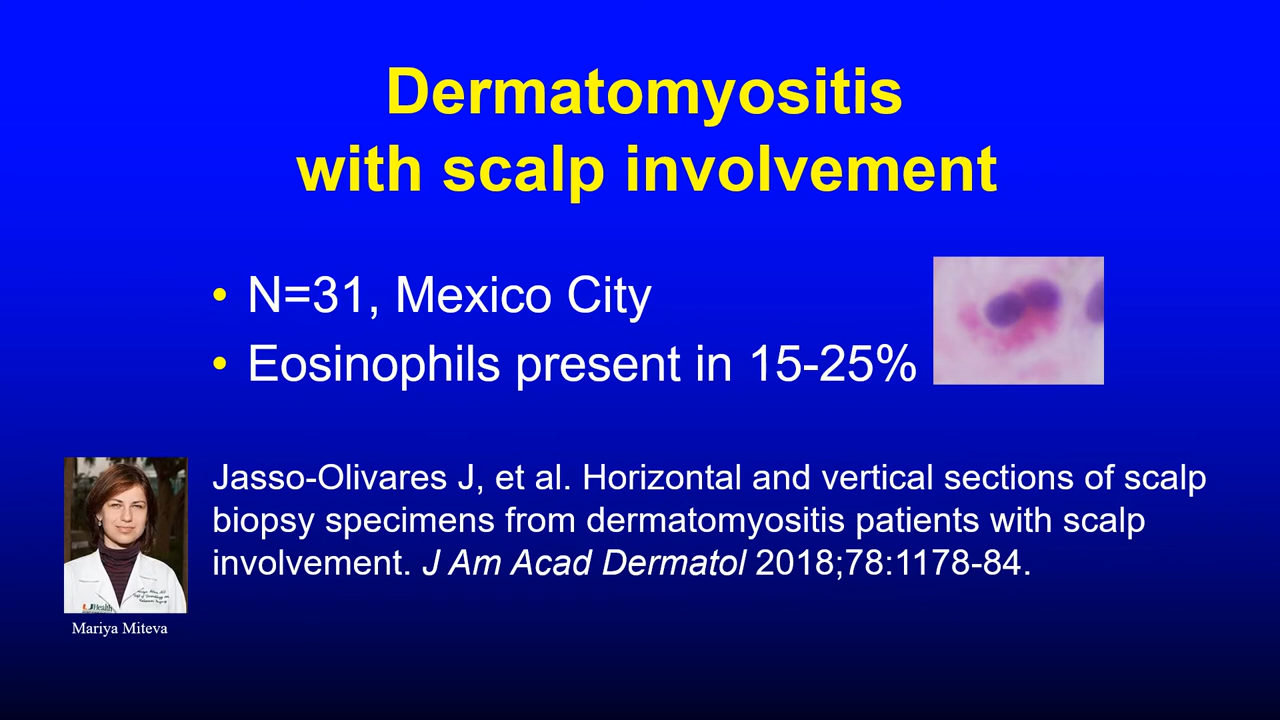 Dermatomyositis
with scalp involvement
• N=31, Mexico City
• Eosinophils present in 15-25%
Jasso-Olivares J, et al. Horizontal and vertical sections of scalp
biopsy specimens from dermatomyositis patients with scalp
involvement. J Am Acad Dermatol 2018;78:1178-84.
UHealth
Mariya Miteva